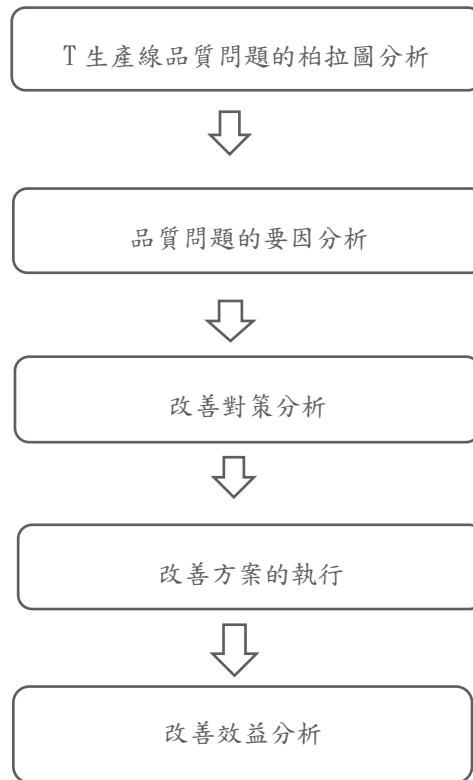 T 生產線品質問題的柏拉圖分析
品質問題的要因分析
改善對策分析
改善方案的執行
改善效益分析